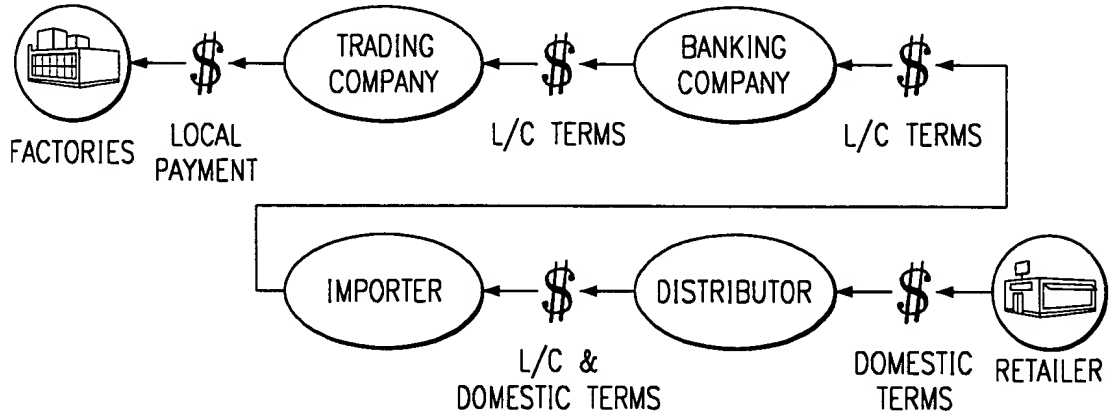 TRADING
COMPANY
BANKING
COMPANY
FACTORIES
LOCAL
PAYMENT
L/C TERMS
L/C TERMS
IMPORTER
DISTRIBUTOR
L/C &
DOMESTIC TERMS
DOMESTIC
TERMS
RETAILER
$
$
$
$
$